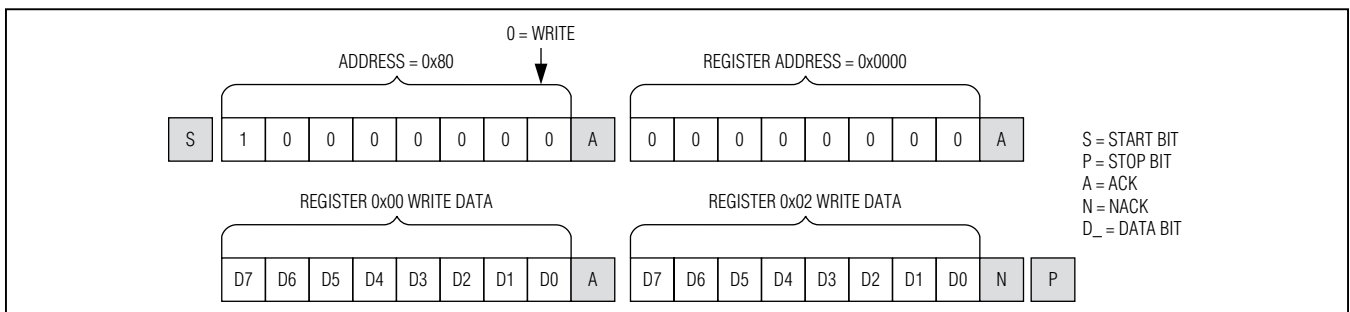 0 = WRITE
ADDRESS = 0x80
REGISTER ADDRESS = 0x0000
S 1 0 0 0 0 0 0 0 A 0 0 0 0 0 0 0 0 A
REGISTER 0x00 WRITE DATA
REGISTER 0x02 WRITE DATA
D7 D6 D5 D4 D3 D2 D1 D0 A D7 D6 D5 D4 D3 D2 D1 D0 N P
S = START BIT
P = STOP BIT
A = ACK
N = NACK
D_ = DATA BIT